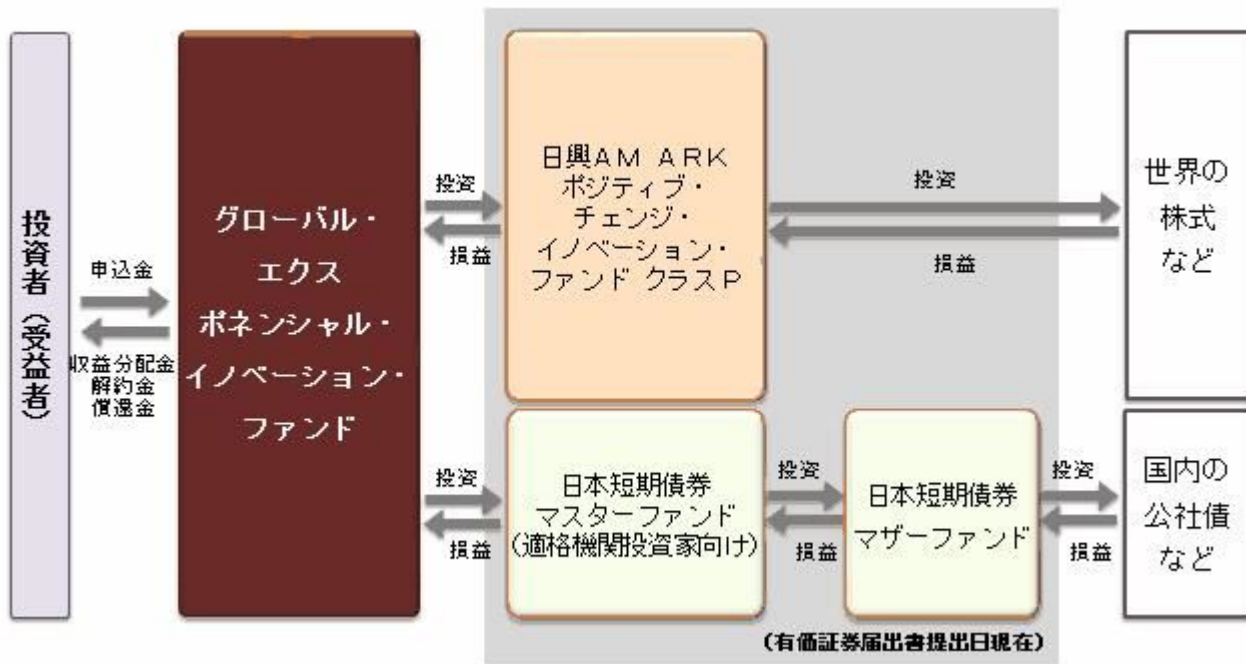 投資者（受益者）
申込金
収益分配金
解約金
償還金
グローバル・
エクス
ポネンシャル・
イノベーション・
ファンド
投資
損益
日興AM ARK
ポジティブ・
チェンジ・
イノベーション・
ファンド クラスP
投資
損益
世界の
株式
など
投資
損益
日本短期債券
マスターファンド
(適格機関投資家向け)
投資
損益
日本短期債券
マザーファンド
投資
損益
国内の
公社債
など
(有価証券届出書提出日現在)